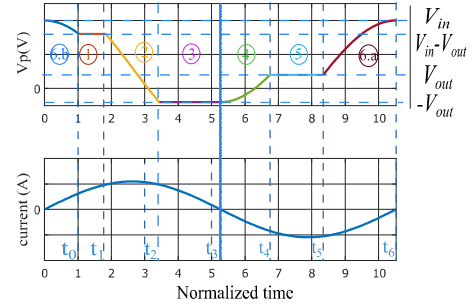 Vp(V)
0
6.b
1
2
3
4
5
6.a
V_in
V_in-V_out
V_out
-V_out
0 1 2 3 4 5 6 7 8 9 10
current (A)
0
t_0 t_1 t_2 t_3 t_4 t_5 t_6
0 1 2 3 4 5 6 7 8 9 10
Normalized time